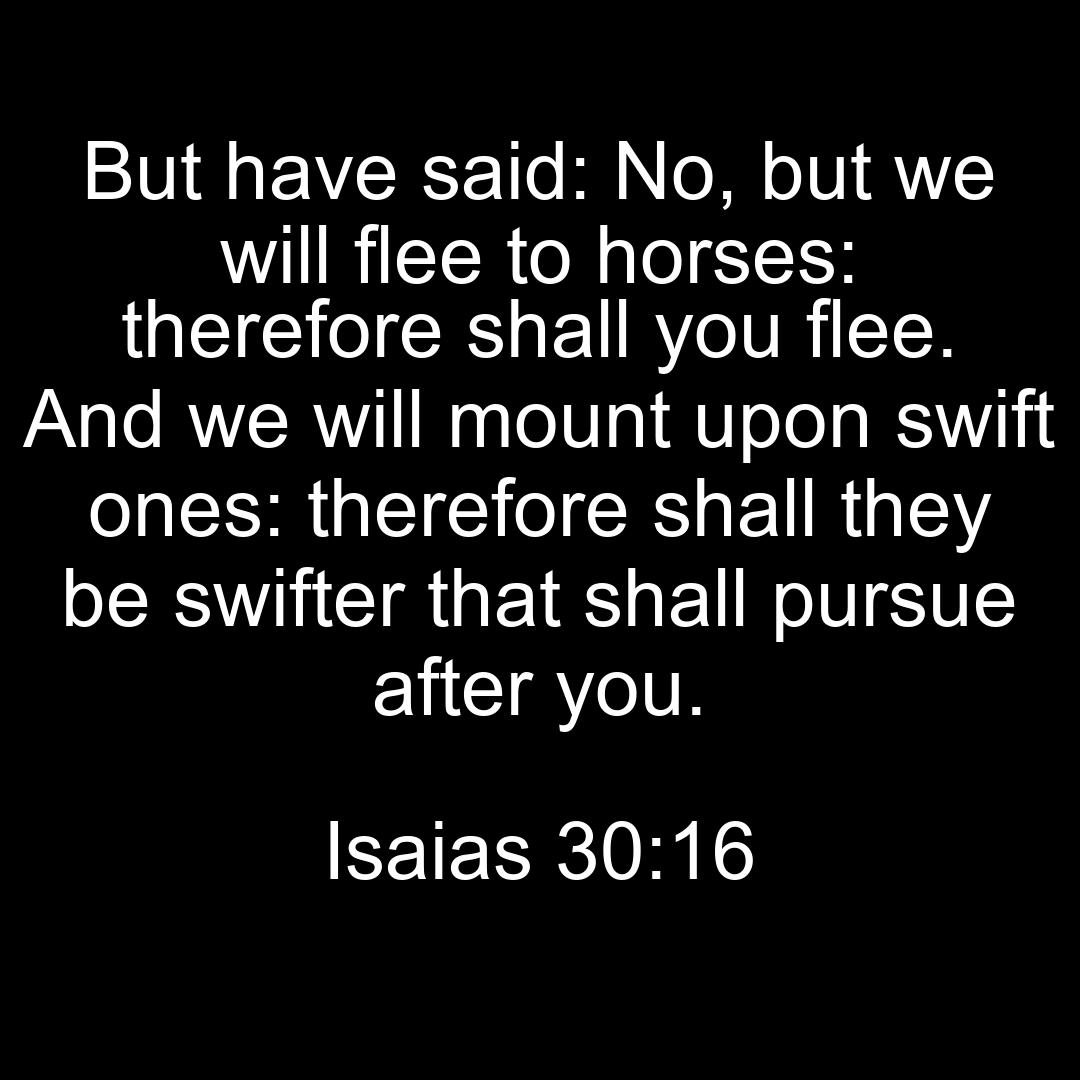 But have said: No, but we
will flee to horses:
therefore shall you flee.
And we will mount upon swift
ones: therefore shall they
be swifter that shall pursue
after you.
Isaias 30:16